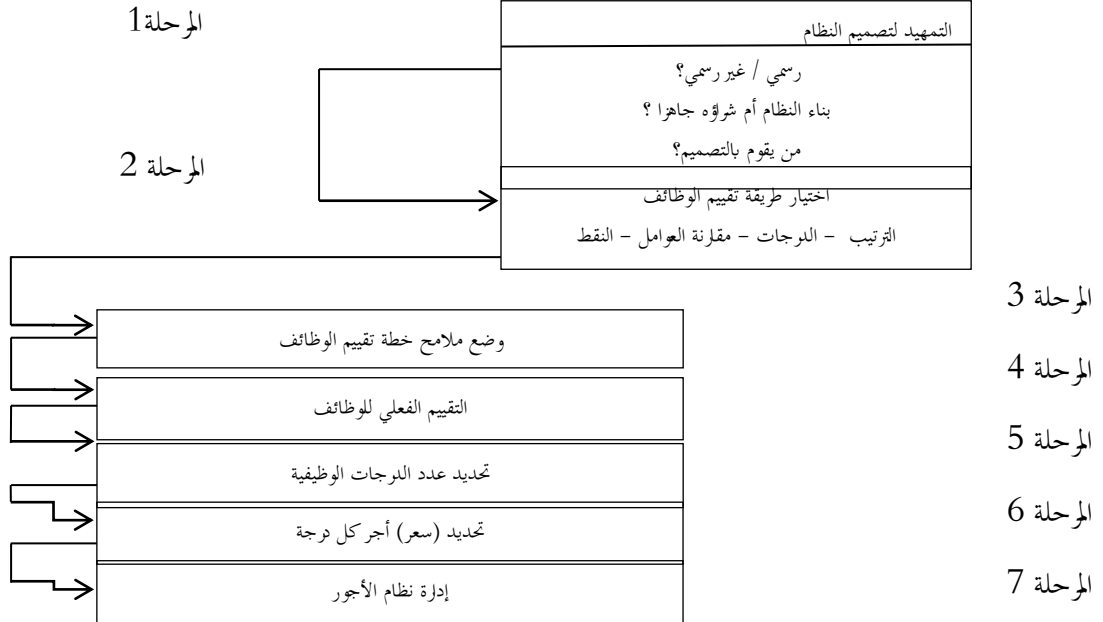 المرحلة1
التمهيد لتصميم النظام
رسمي / غير رسمي؟
بناء النظام أم شراؤه جاهزا ؟
من يقوم بالتصميم؟
المرحلة 2
اختيار طريقة تقييم الوظائف
الترتيب – الدرجات – مقارنة العوامل – النقط
المرحلة 3
وضع ملامح خطة تقييم الوظائف
المرحلة 4
التقييم الفعلي للوظائف
المرحلة 5
تحديد عدد الدرجات الوظيفية
المرحلة 6
تحديد (سعر) أجر كل درجة
المرحلة 7
إدارة نظام الأجور